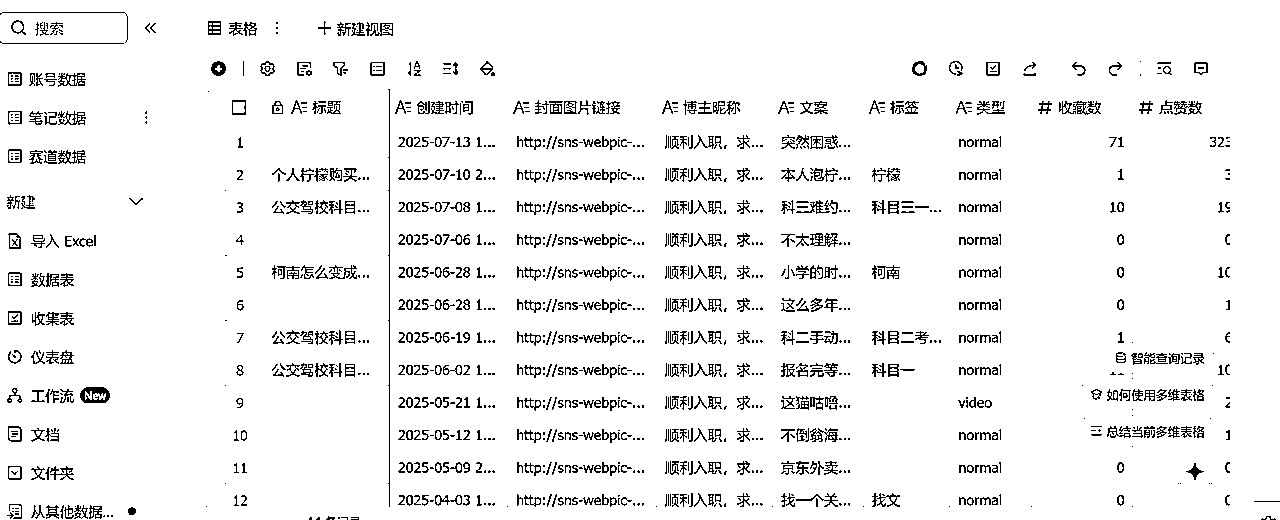 搜索 表格 新建视图
账号数据
笔记数据
赛道数据
新建
导入 Excel
数据表
收集表
仪表盘
工作流 New
文档
文件夹
从其他数据...
标题 创建时间 封面图片链接 博主昵称 文案 标签 类型 收藏数 点赞数
1 2025-07-13 1... http://sns-webpic-... 顺利入职，求... 突然困惑... normal 71 323
2 个人柠檬购买... 2025-07-10 2... http://sns-webpic-... 顺利入职，求... 本人泡柠... 柠檬 normal 1 3
3 公交驾校科目... 2025-07-08 1... http://sns-webpic-... 顺利入职，求... 科三难约... 科目三一... normal 10 19
4 2025-07-06 1... http://sns-webpic-... 顺利入职，求... 不太理解... normal 0 0
5 柯南怎么变成... 2025-06-28 1... http://sns-webpic-... 顺利入职，求... 小学的时... 柯南 normal 0 10
6 2025-06-28 1... http://sns-webpic-... 顺利入职，求... 这么多年... normal 0 1
7 公交驾校科目... 2025-06-19 1... http://sns-webpic-... 顺利入职，求... 科二手动... 科目二考... normal 1 6
智能查询记录
8 公交驾校科目... 2025-06-02 1... http://sns-webpic-... 顺利入职，求... 报名完等... 科目一 normal 10
如何使用多维表格
9 2025-05-21 1... http://sns-webpic-... 顺利入职，求... 这猫咕噜... video 2
总结当前多维表格
10 2025-05-12 1... http://sns-webpic-... 顺利入职，求... 不倒翁海... normal 1
11 2025-05-09 2... http://sns-webpic-... 顺利入职，求... 京东外卖... normal 0 0
12 2025-04-03 1... http://sns-webpic-... 顺利入职，求... 找一个关... 找文 normal 0 0